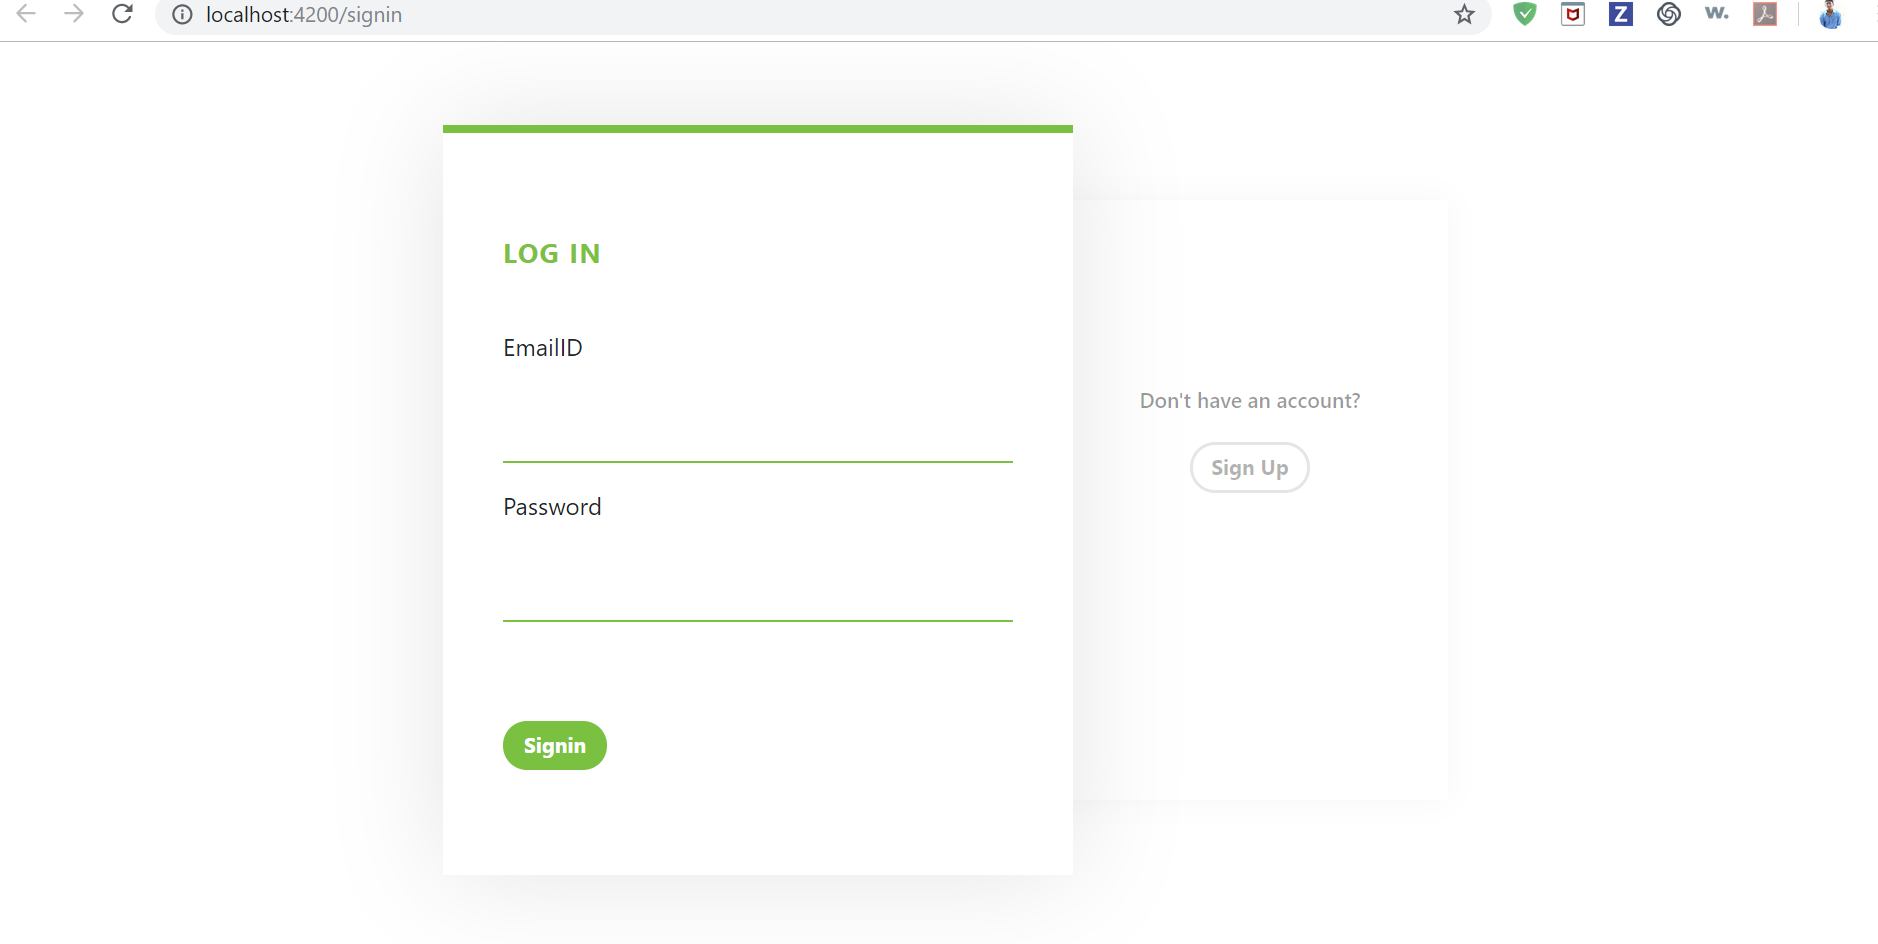 localhost:4200/signin
Z
w.
LOG IN
EmailID
Password
Signin
Don't have an account?
Sign Up